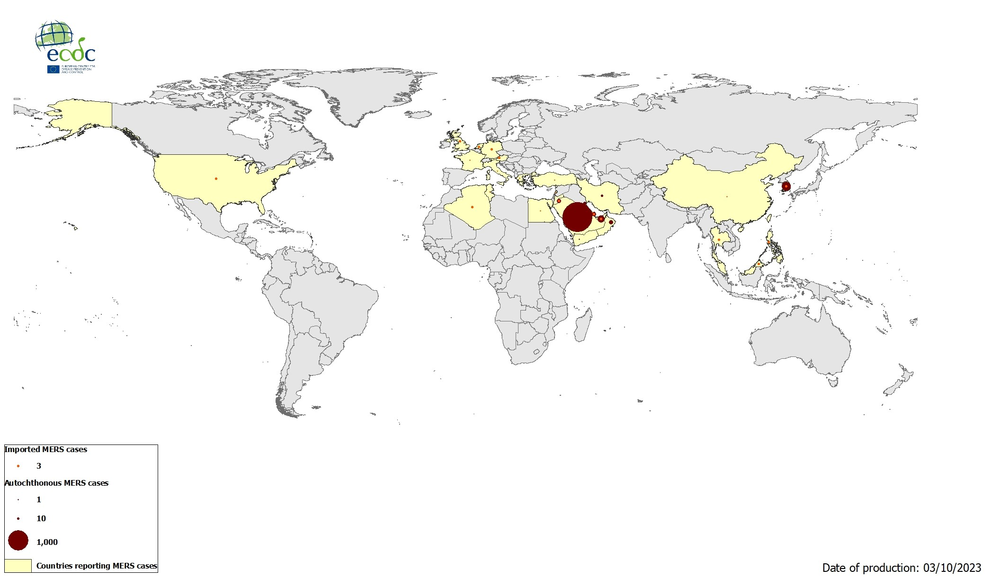 ecdc
EUROPEAN CENTRE FOR
DISEASE PREVENTION
AND CONTROL
Imported MERS cases
3
Autochthonous MERS cases
1
10
1,000
Countries reporting MERS cases
Date of production: 03/10/2023